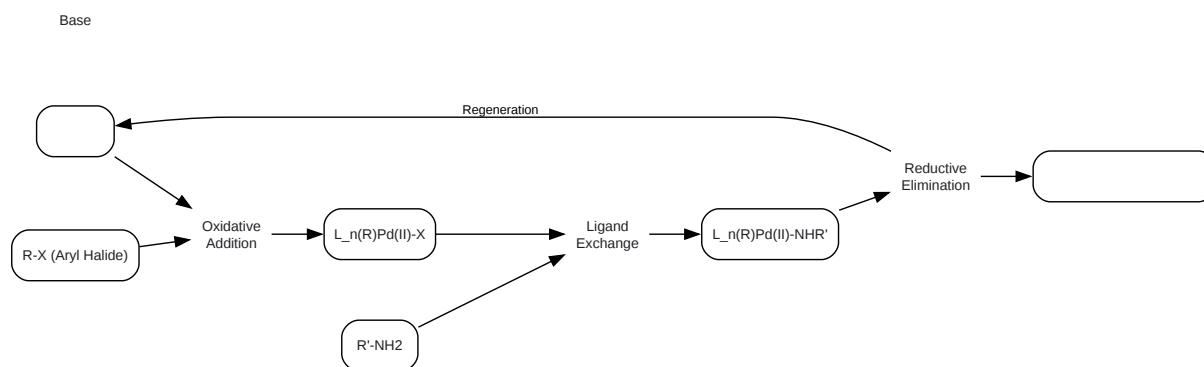 Base
Regeneration
Reductive
Elimination
Oxidative
Addition
L_n(R)Pd(II)-X
Ligand
Exchange
L_n(R)Pd(II)-NHR'
R-X (Aryl Halide)
R'-NH2